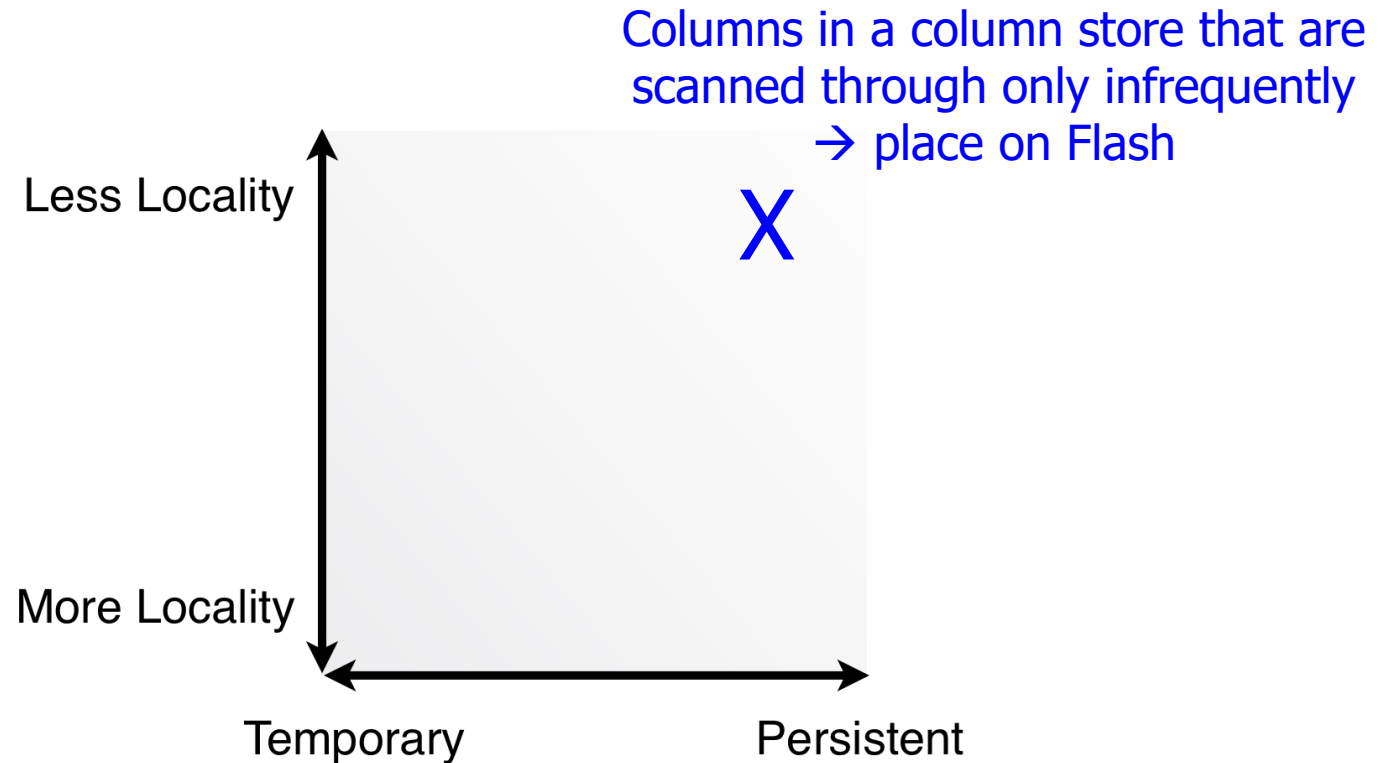 Columns in a column store that are
scanned through only infrequently
→ place on Flash
Less Locality
X
More Locality
Temporary
Persistent